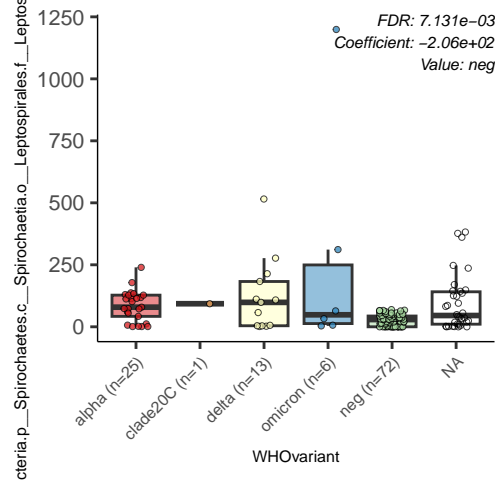 cteria.p__Spirochaetes.c__Spirochaetia.o__Leptospirales.f__Leptos
1250
1000
750
500
250
0
FDR: 7.131e−03
Coefficient: −2.06e+02
Value: neg
alpha (n=25)
clade20C (n=1)
delta (n=13)
omicron (n=6)
neg (n=72)
NA
WHOvariant